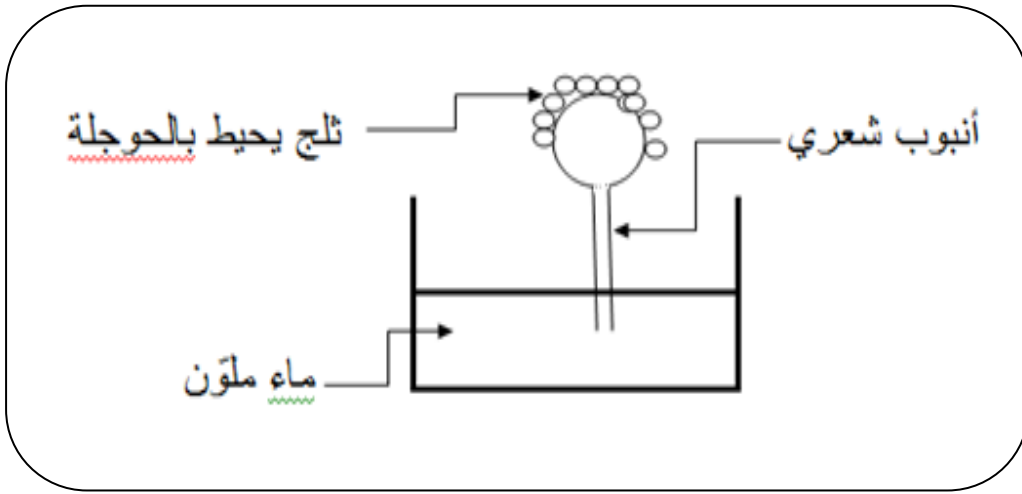 ثلج يحيط بالحوجلة
أنبوب شعري
ماء ملوّن